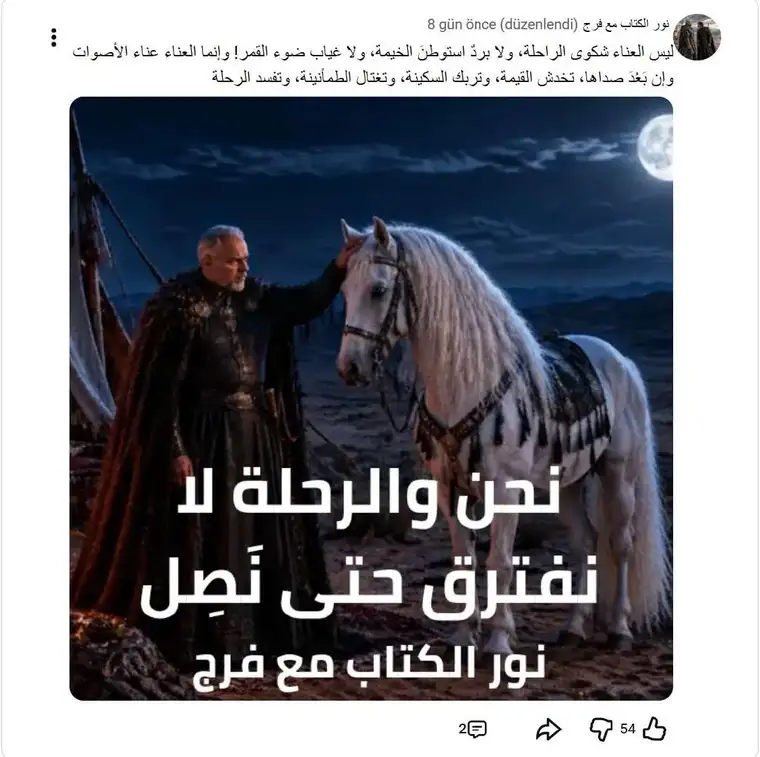 نور الكتاب مع فرج 8 gün önce (düzenlendi)
ليس العناء شكوى الراحلة، ولا بردٌ استوطنَ الخيمة، ولا غياب ضوء القمر! وإنما العناء عناء الأصوات
وإن بَعْدَ صداها، تخدش القيمة، وتربك السكينة، وتغتال الطمأنينة، وتفسد الرحلة
نحن والرحلة لا
نفترق حتى نَصِل
نور الكتاب مع فرج
2 54